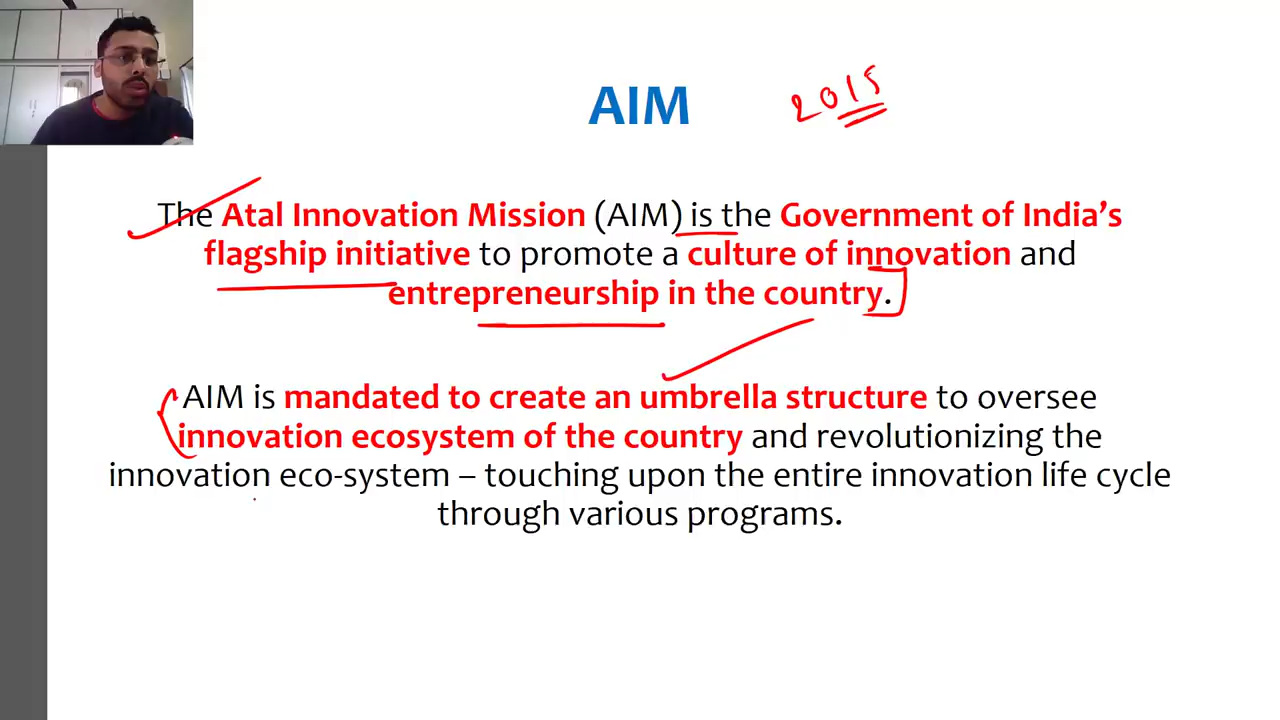 AIM
2015
The Atal Innovation Mission (AIM) is the Government of India’s
flagship initiative to promote a culture of innovation and
entrepreneurship in the country.
AIM is mandated to create an umbrella structure to oversee
innovation ecosystem of the country and revolutionizing the
innovation eco-system – touching upon the entire innovation life cycle
through various programs.